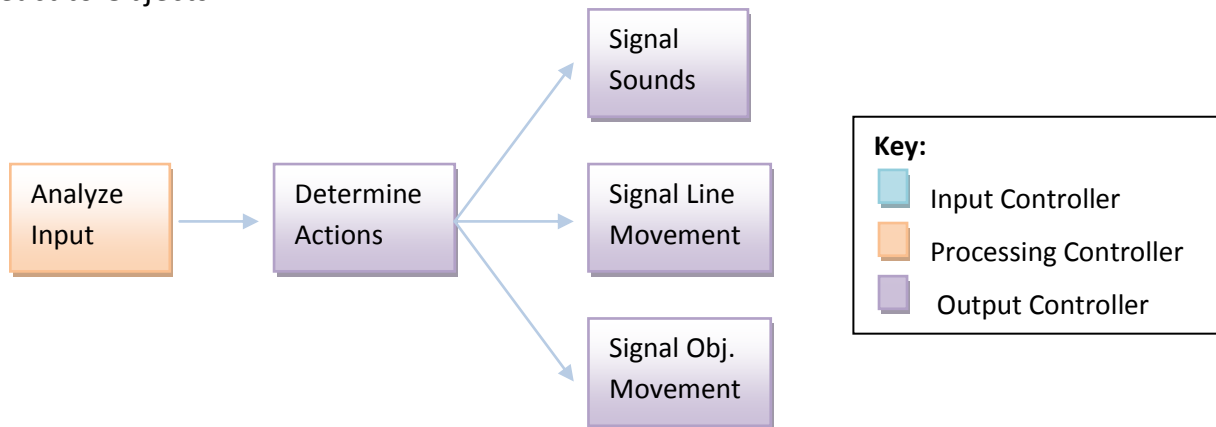 Signal
Sounds
Analyze
Input
Determine
Actions
Signal Line
Movement
Signal Obj.
Movement
Key:
Input Controller
Processing Controller
Output Controller